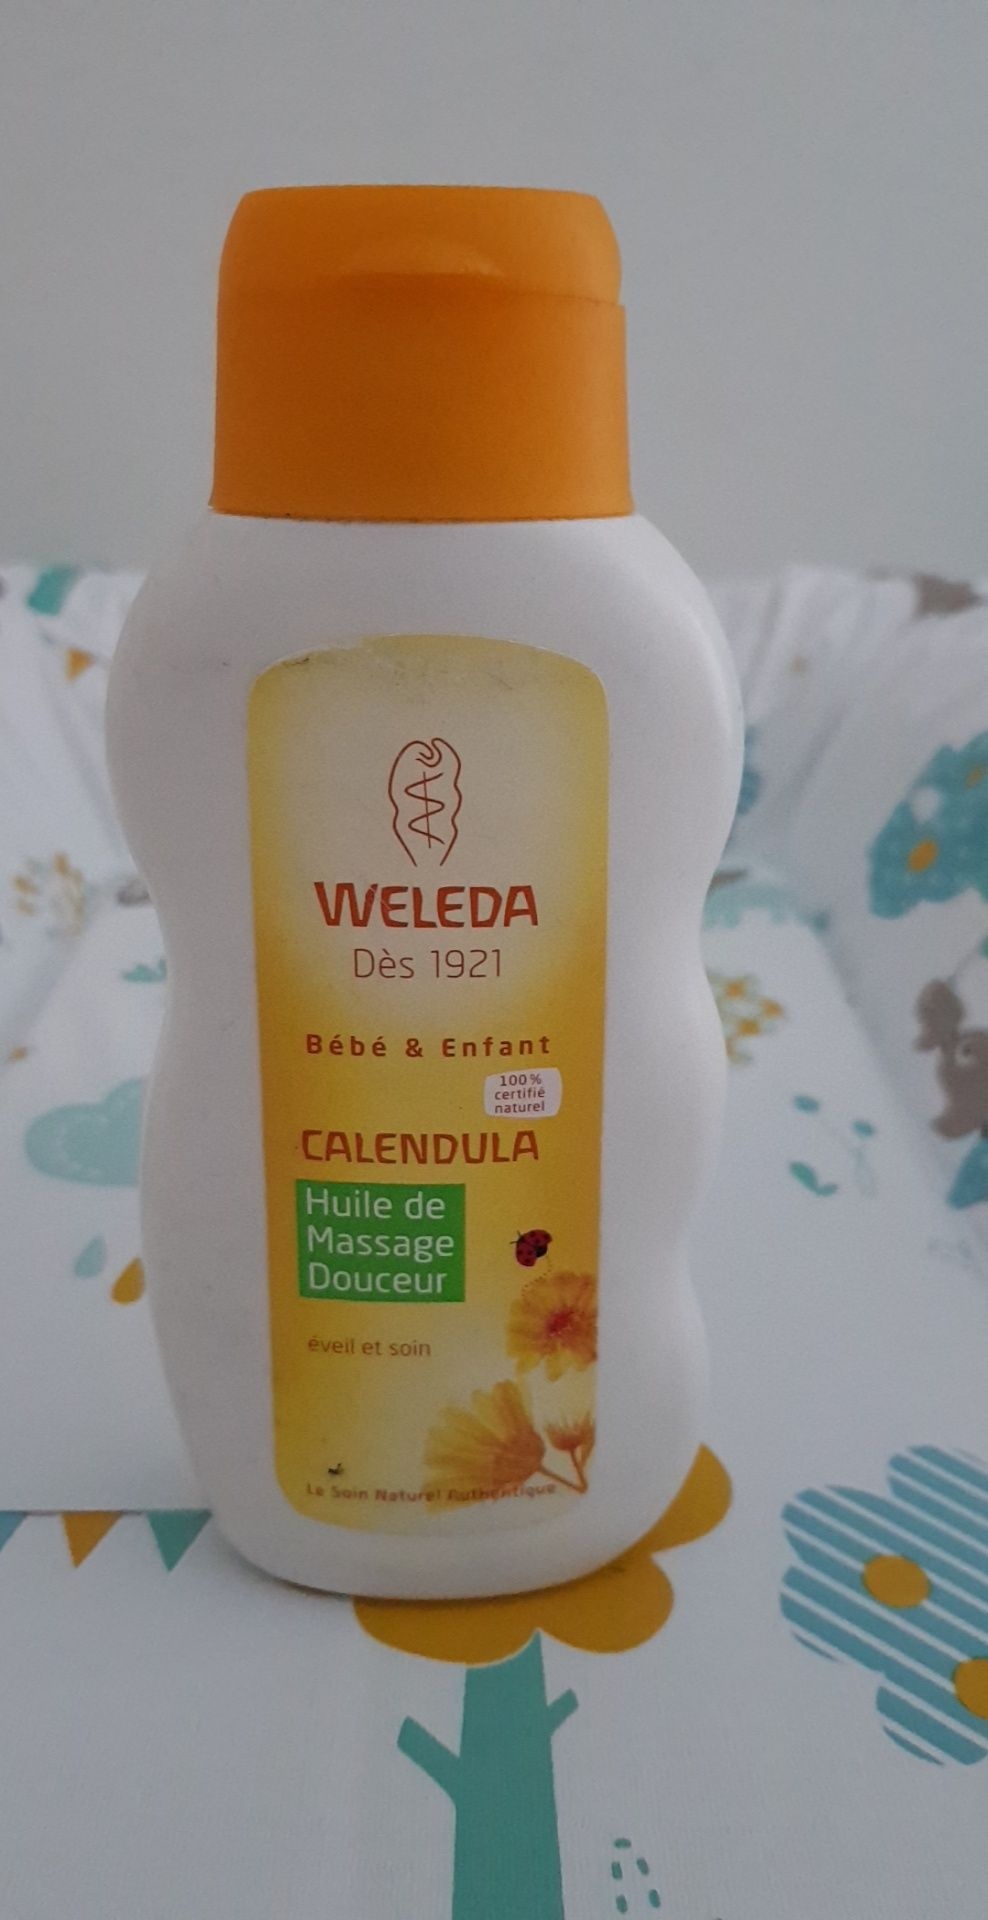 WELEDA
Dès 1921
Bébé & Enfant
100%
certifié
naturel
CALENDULA
Huile de
Massage
Douceur
éveil et soin
Le Soin Naturel Authentique